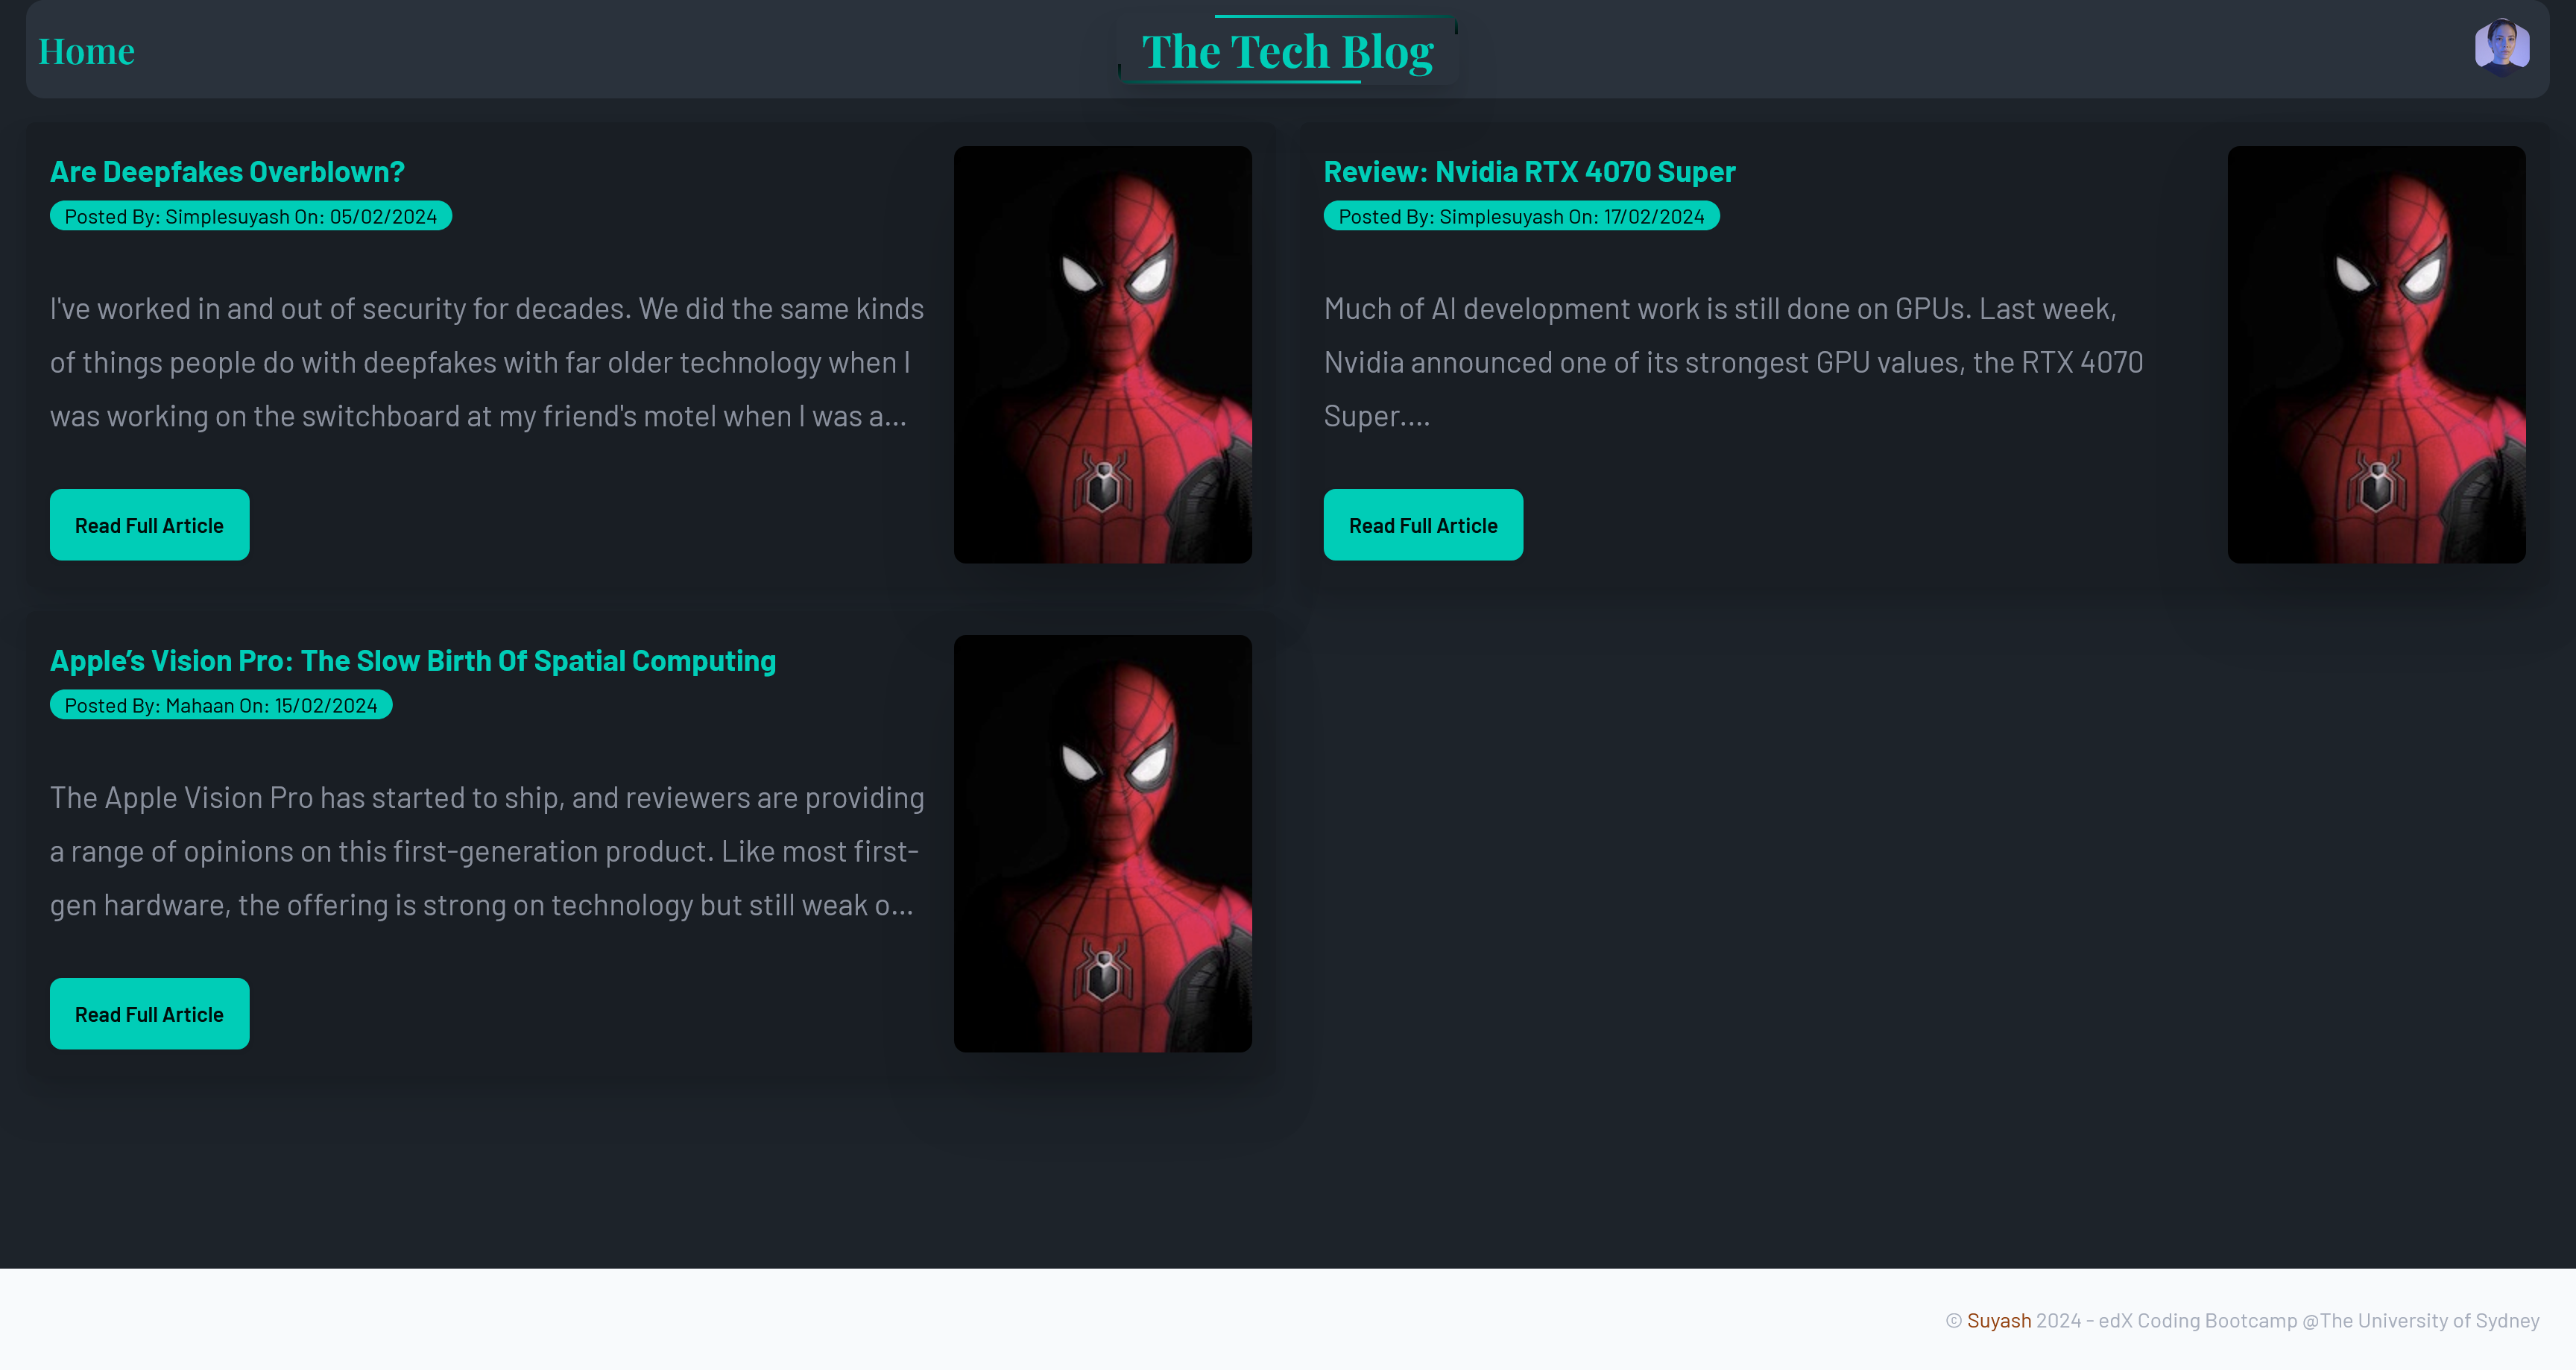 Home
The Tech Blog
Are Deepfakes Overblown?
Posted By: Simplesuyash On: 05/02/2024
I've worked in and out of security for decades. We did the same kinds
of things people do with deepfakes with far older technology when I
was working on the switchboard at my friend's motel when I was a...
Read Full Article
Review: Nvidia RTX 4070 Super
Posted By: Simplesuyash On: 17/02/2024
Much of AI development work is still done on GPUs. Last week,
Nvidia announced one of its strongest GPU values, the RTX 4070
Super....
Read Full Article
Apple’s Vision Pro: The Slow Birth Of Spatial Computing
Posted By: Mahaan On: 15/02/2024
The Apple Vision Pro has started to ship, and reviewers are providing
a range of opinions on this first-generation product. Like most first-
gen hardware, the offering is strong on technology but still weak o...
Read Full Article
© Suyash 2024 - edX Coding Bootcamp @The University of Sydney